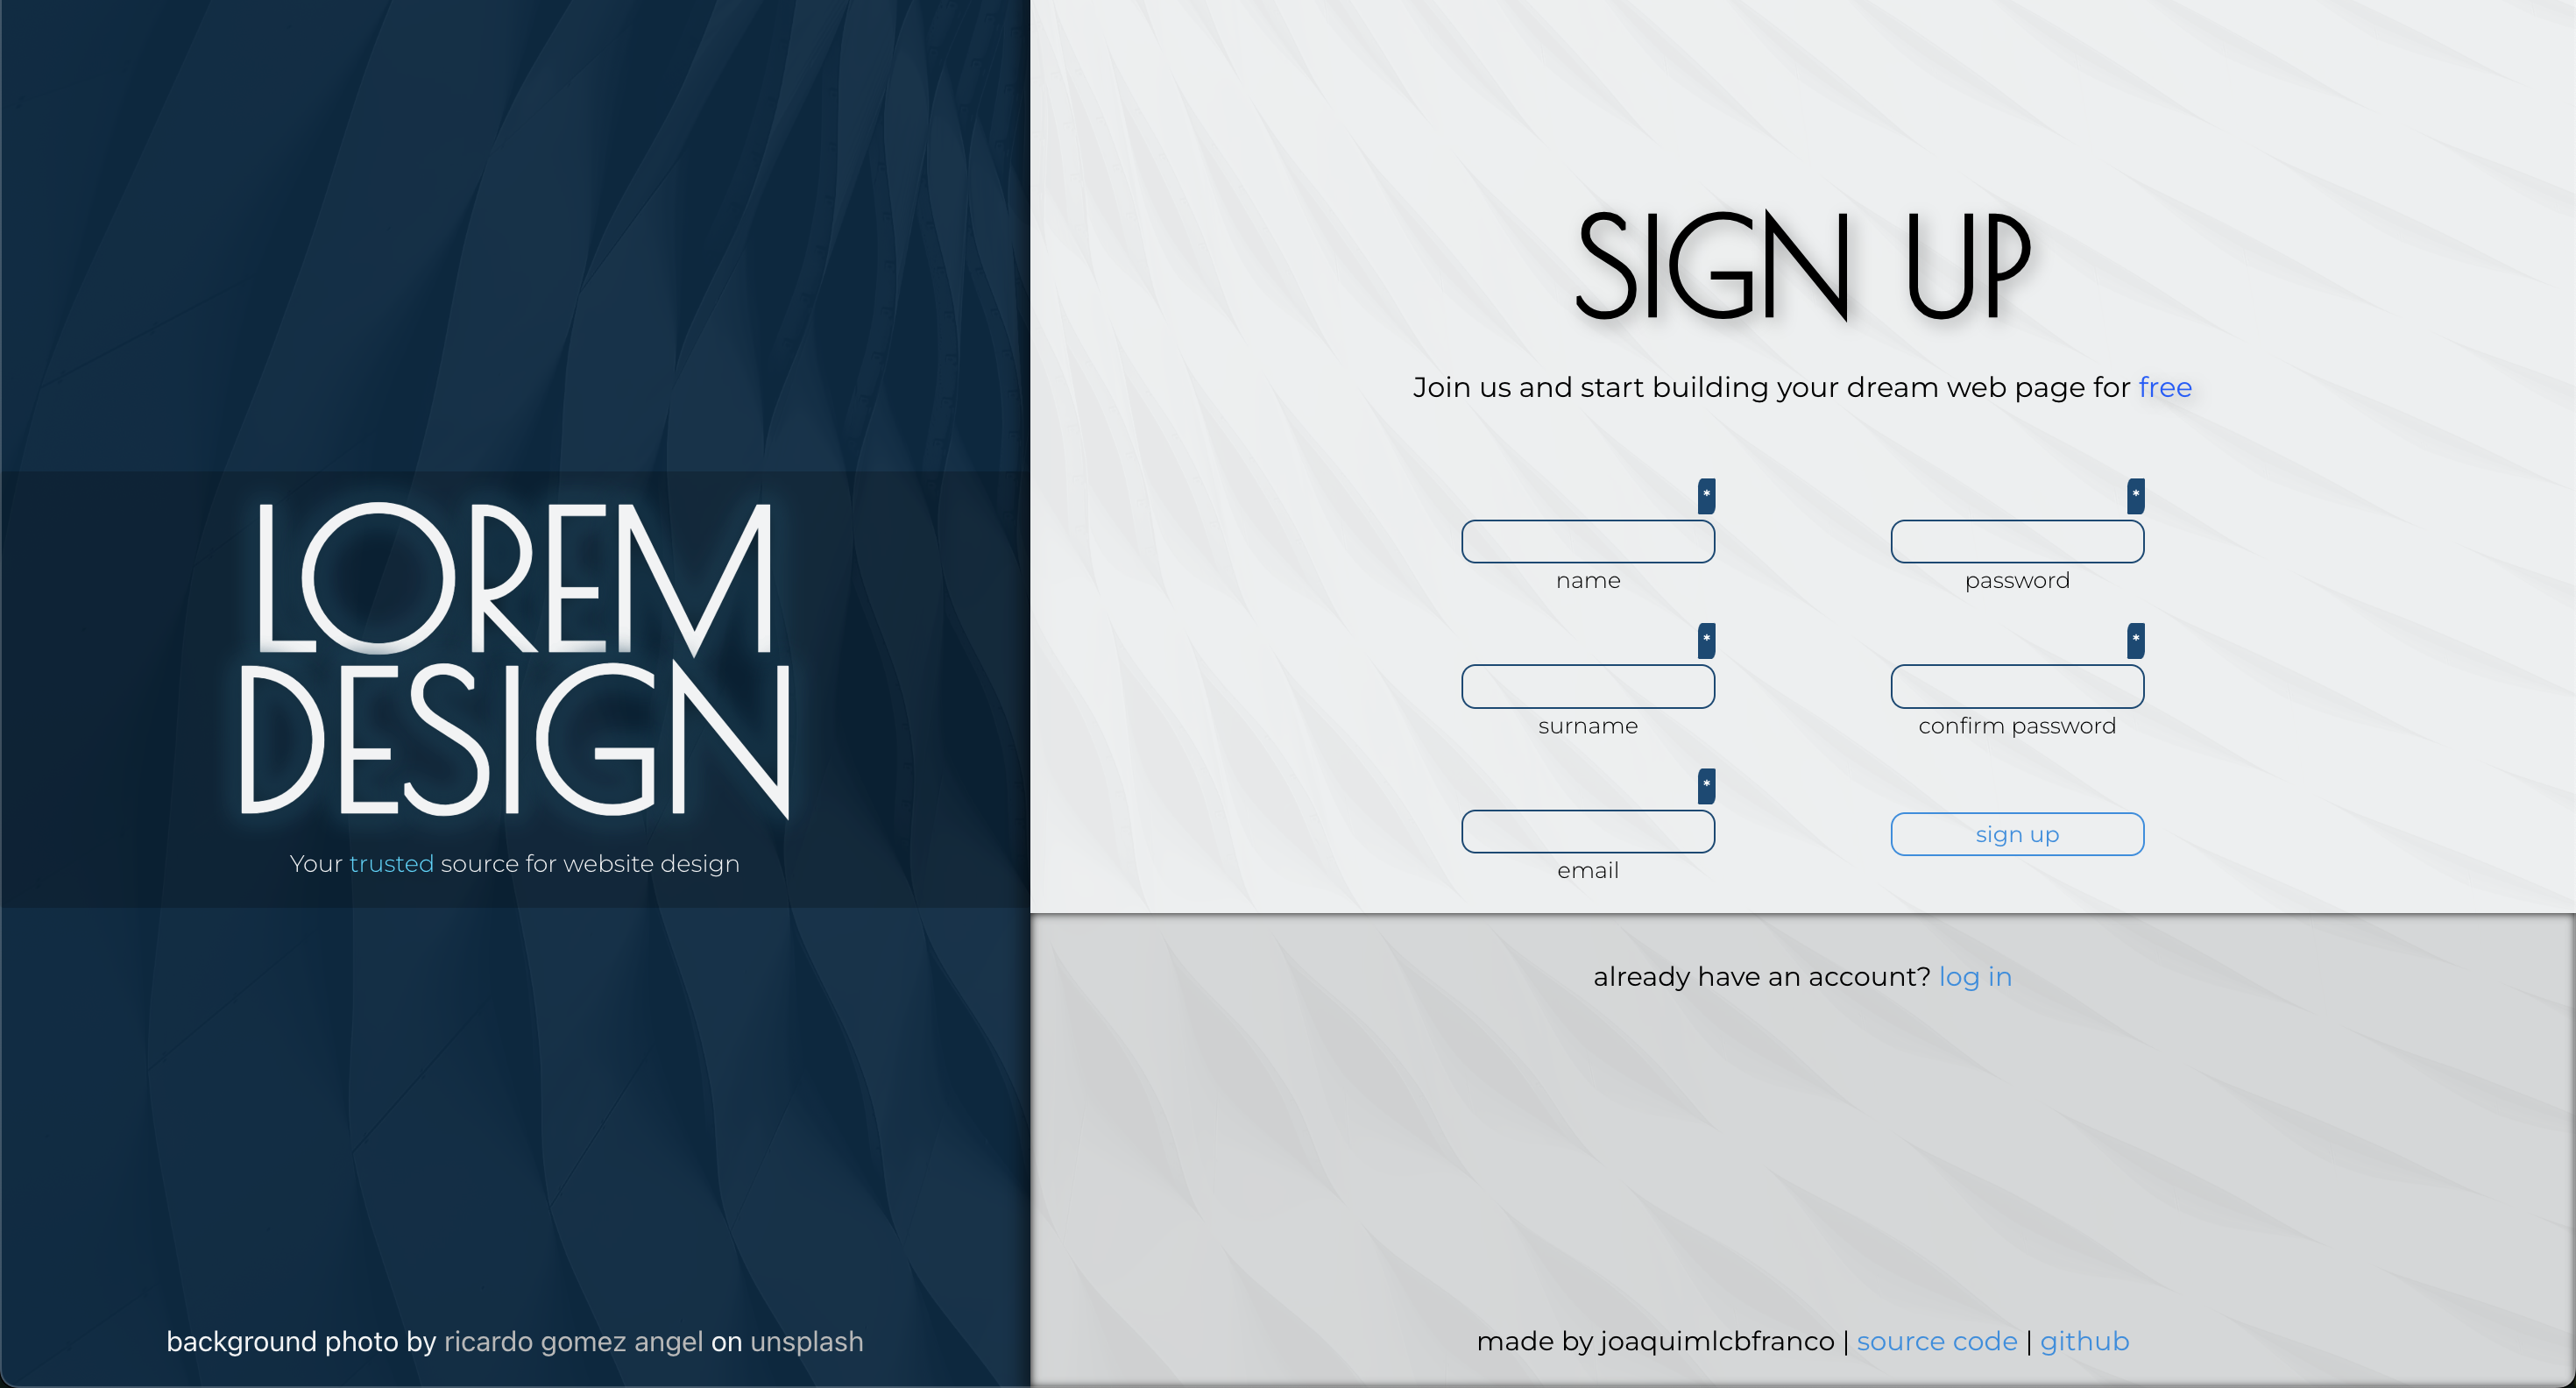 LOREM
DESIGN
Your trusted source for website design
background photo by ricardo gomez angel on unsplash
SIGN UP
Join us and start building your dream web page for free
* *
name password
* *
surname confirm password
*
sign up
email
already have an account? log in
made by joaquimlcbfranco | source code | github